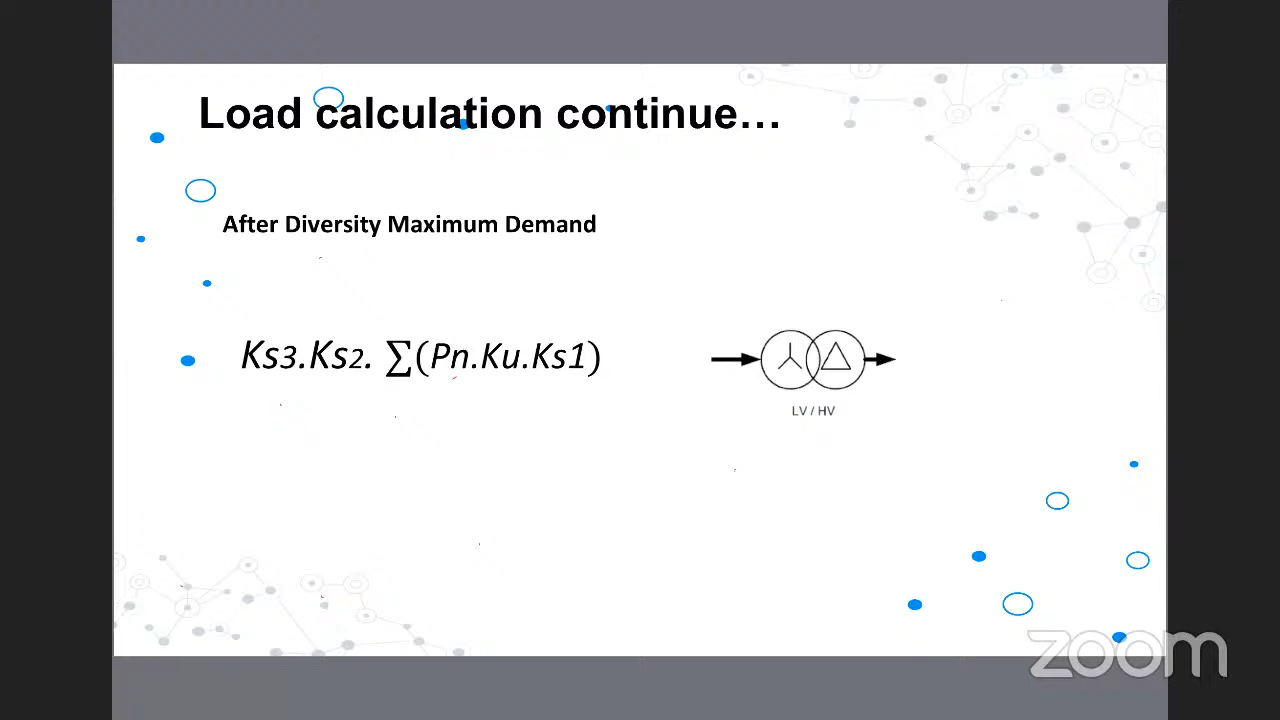 Load calculation continue…
After Diversity Maximum Demand
Ks3.Ks2. ∑(Pn.Ku.Ks1)
LV / HV
zoom